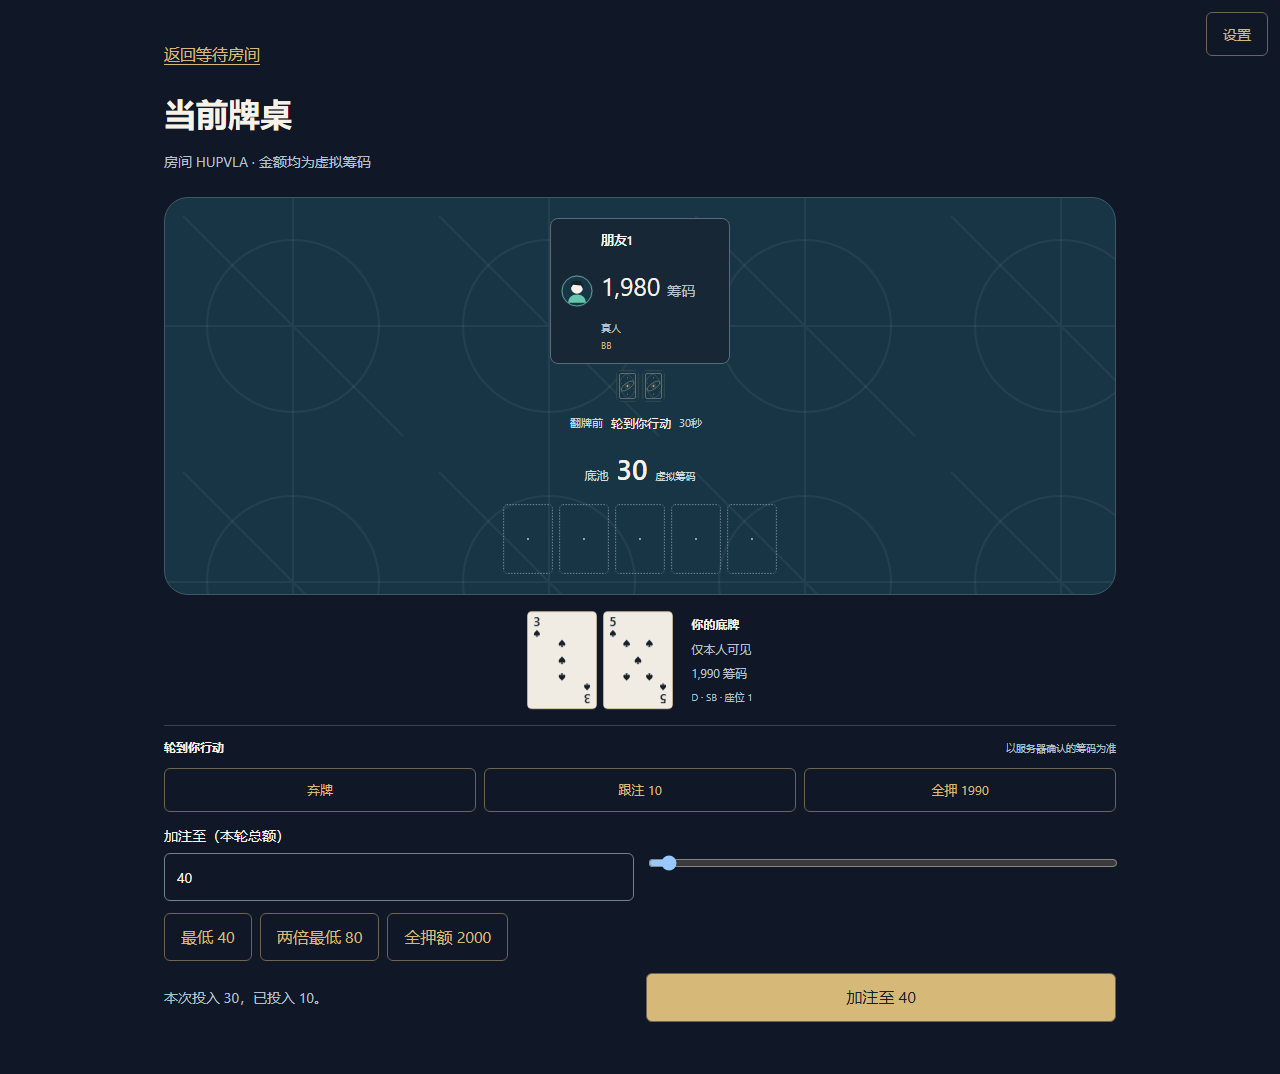 返回等待房间
设置
当前牌桌
房间 HUPVLA · 金额均为虚拟筹码
朋友1
1,980 筹码
真人
BB
翻牌前 轮到你行动 30秒
底池 30 虚拟筹码
3
3
5
5
你的底牌
仅本人可见
1,990 筹码
D · SB · 座位 1
轮到你行动
以服务器确认的筹码为准
弃牌
跟注 10
全押 1990
加注至（本轮总额）
40
最低 40
两倍最低 80
全押额 2000
本次投入 30，已投入 10。
加注至 40